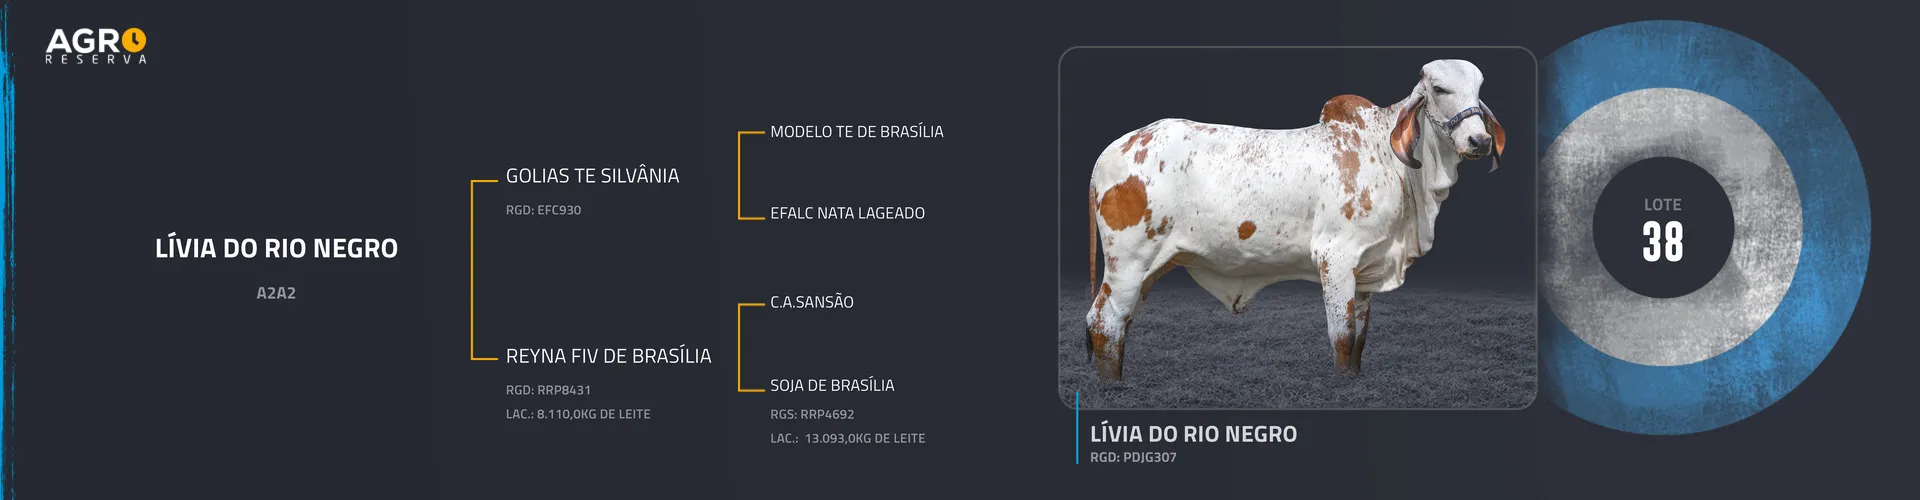 AGRO
RESERVA
LÍVIA DO RIO NEGRO
A2A2
GOLIAS TE SILVÂNIA
RGD: EFC930
REYNA FIV DE BRASÍLIA
RGD: RRP8431
LAC.: 8.110,0KG DE LEITE
MODELO TE DE BRASÍLIA
EFALC NATA LAGEADO
C.A.SANSÃO
SOJA DE BRASÍLIA
RGS: RRP4692
LAC.: 13.093,0KG DE LEITE
LÍVIA DO RIO NEGRO
RGD: PDJG307
LOTE
38